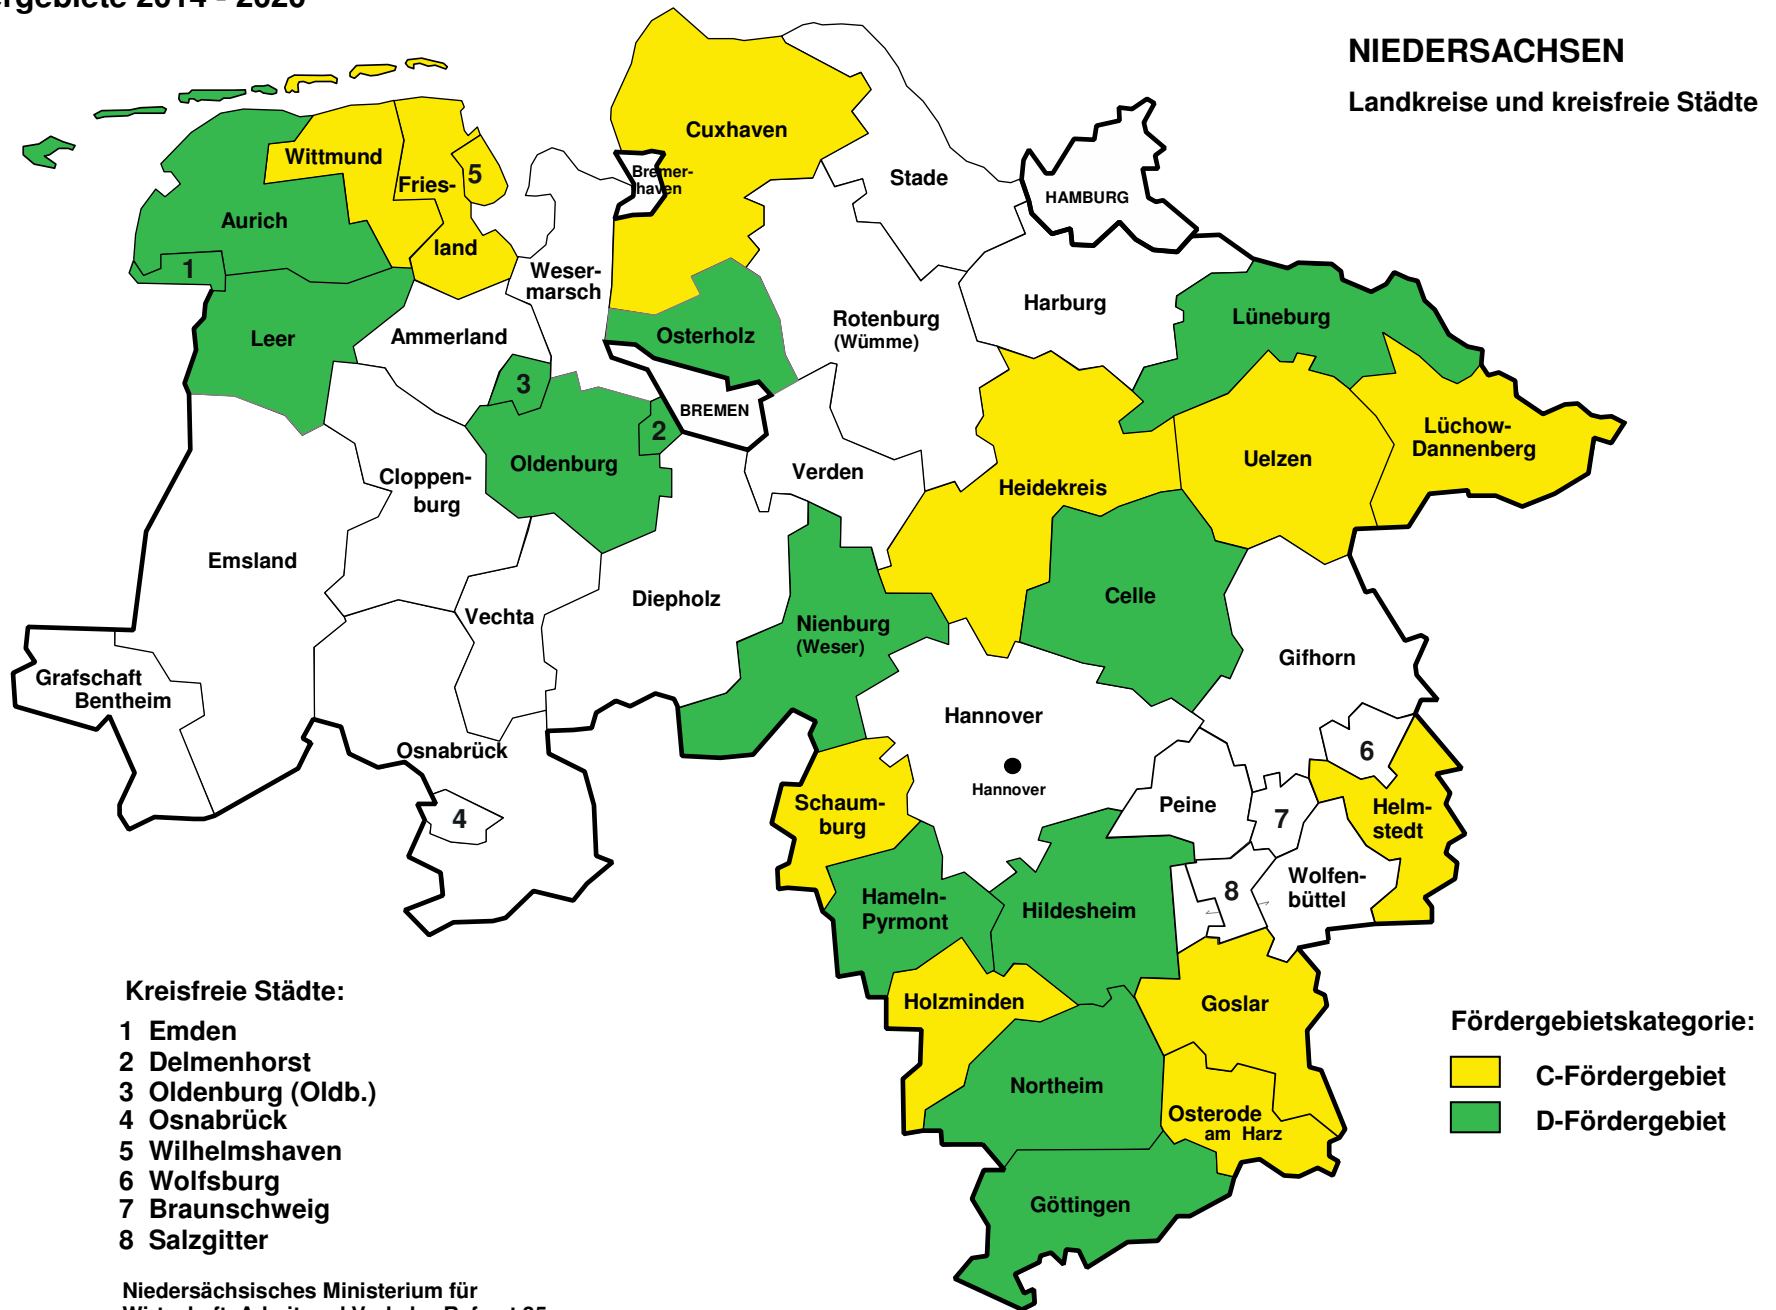 2014 - 2020
NIEDERSACHSEN
Landkreise und kreisfreie Städte
Cuxhaven
Wittmund
Fries-
land
5
Bremer-
haven
Stade
HAMBURG
Aurich
1
Weser-
marsch
Harburg
Lüneburg
Leer
Ammerland
Osterholz
Rotenburg
(Wümme)
3
BREMEN
2
Lüchow-
Dannenberg
Oldenburg
Uelzen
Cloppen-
burg
Verden
Heidekreis
Emsland
Diepholz
Celle
Vechta
Nienburg
(Weser)
Gifhorn
Grafschaft
Bentheim
Hannover
Osnabrück
6
Hannover
Schaum-
burg
Peine
Helm-
stedt
4
7
Wolfen-
büttel
8
Hameln-
Pyrmont
Hildesheim
Holzminden
Goslar
Northeim
Osterode
am Harz
Göttingen
Kreisfreie Städte:
1 Emden
2 Delmenhorst
3 Oldenburg (Oldb.)
4 Osnabrück
5 Wilhelmshaven
6 Wolfsburg
7 Braunschweig
8 Salzgitter
Fördergebietskategorie:
C-Fördergebiet
D-Fördergebiet
Niedersächsisches Ministerium für